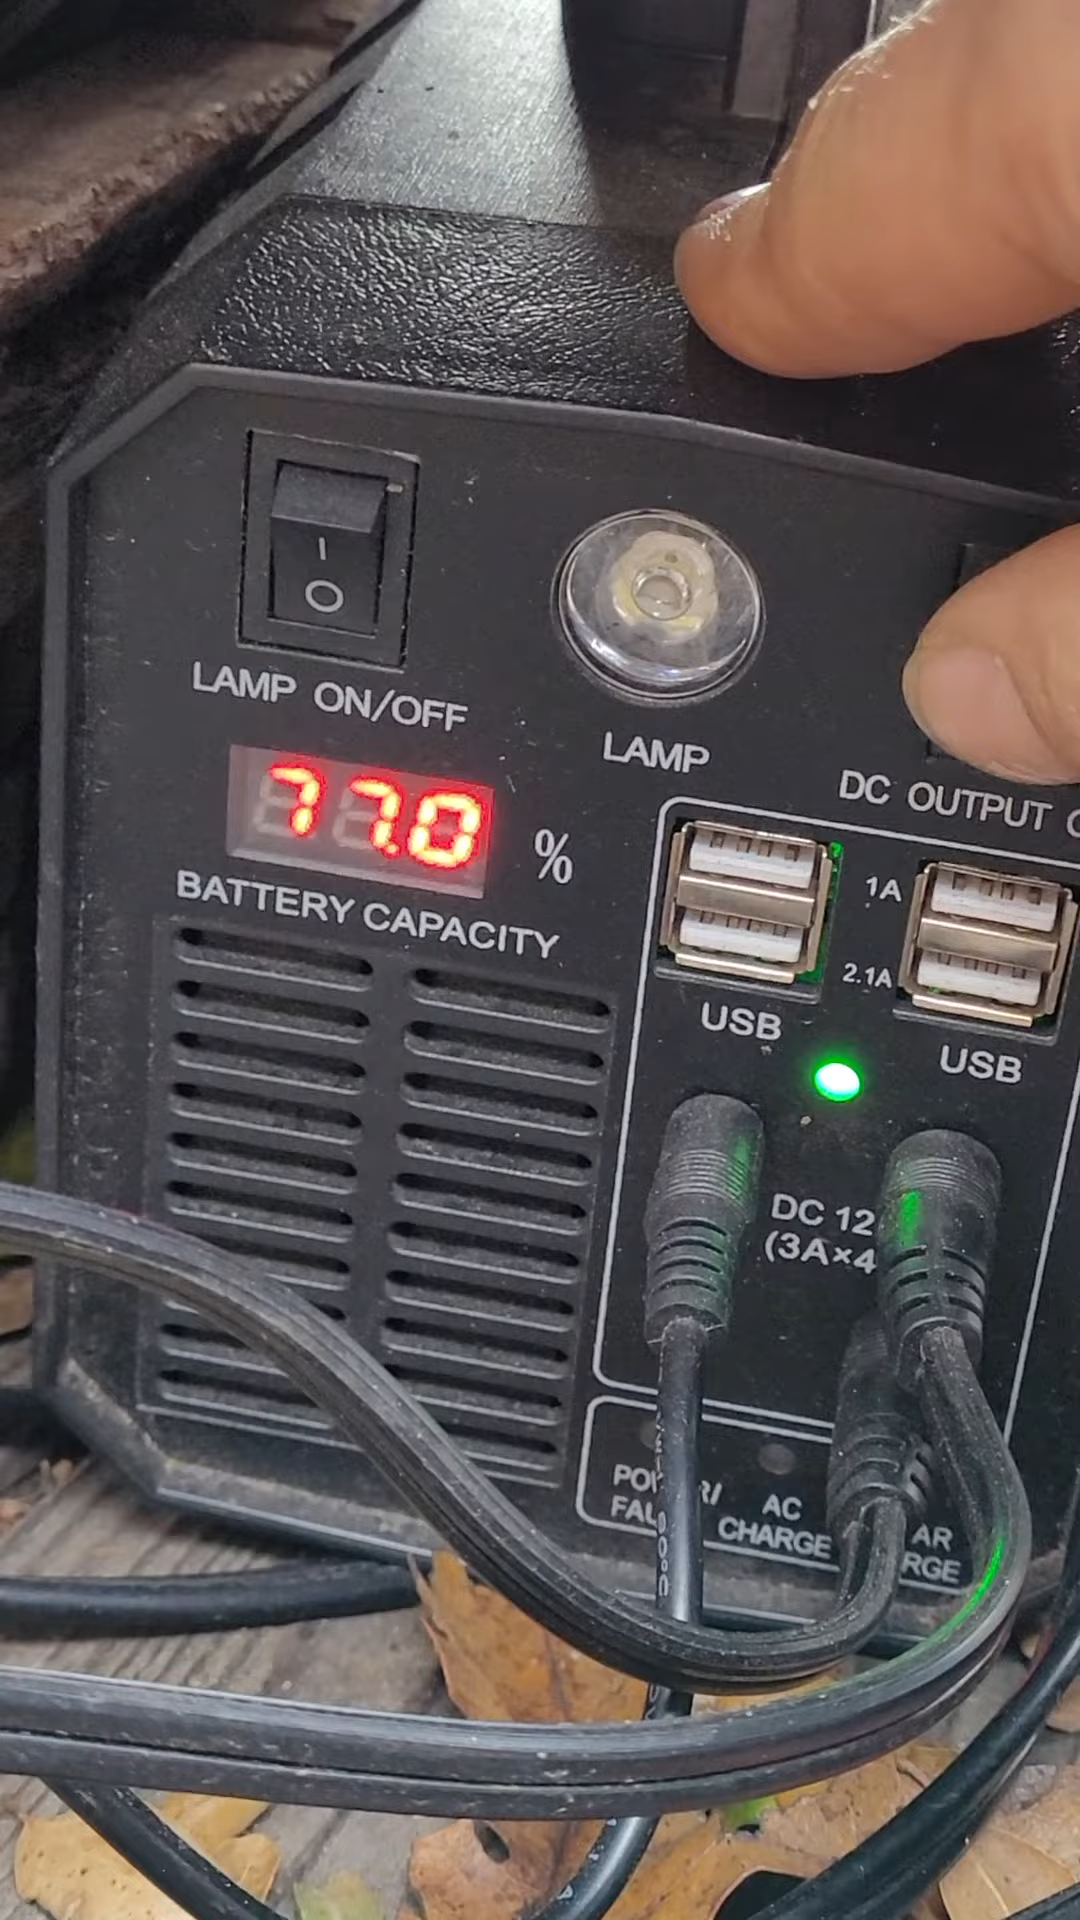 I
O
LAMP ON/OFF
LAMP
77.0 %
BATTERY CAPACITY
DC OUTPUT
1A
2.1A
USB
USB
DC 12
(3A×4
AC
CHARGE